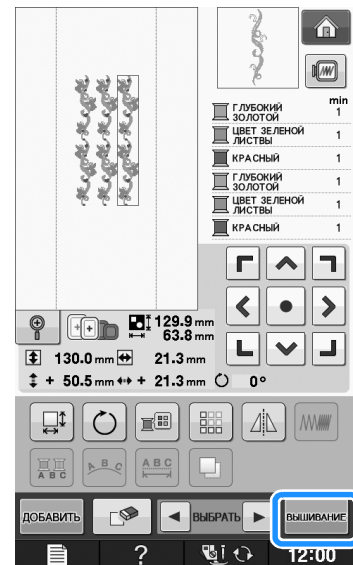 min
ГЛУБОКИЙ
ЗОЛОТОЙ 1
ЦВЕТ ЗЕЛЕНОЙ
ЛИСТВЫ 1
КРАСНЫЙ 1
ГЛУБОКИЙ
ЗОЛОТОЙ 1
ЦВЕТ ЗЕЛЕНОЙ
ЛИСТВЫ 1
КРАСНЫЙ 1
129.9 mm
63.8 mm
130.0 mm 21.3 mm
+ 50.5 mm + 21.3 mm 0°
A B C A B C A B C
ДОБАВИТЬ ВЫБРАТЬ ВЫШИВАНИЕ
? 12:00